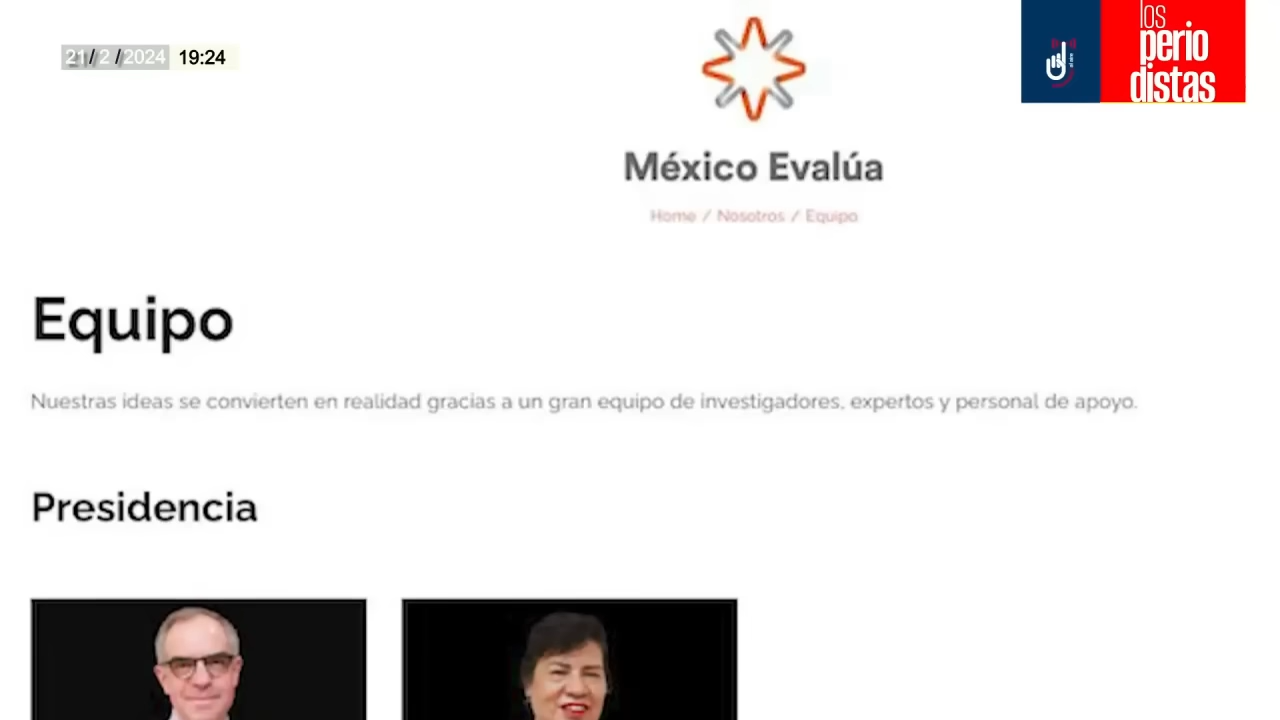 21/ 2 /2024 19:24
los
perio
distas
México Evalúa
Home / Nosotros / Equipo
Equipo
Nuestras ideas se convierten en realidad gracias a un gran equipo de investigadores, expertos y personal de apoyo.
Presidencia